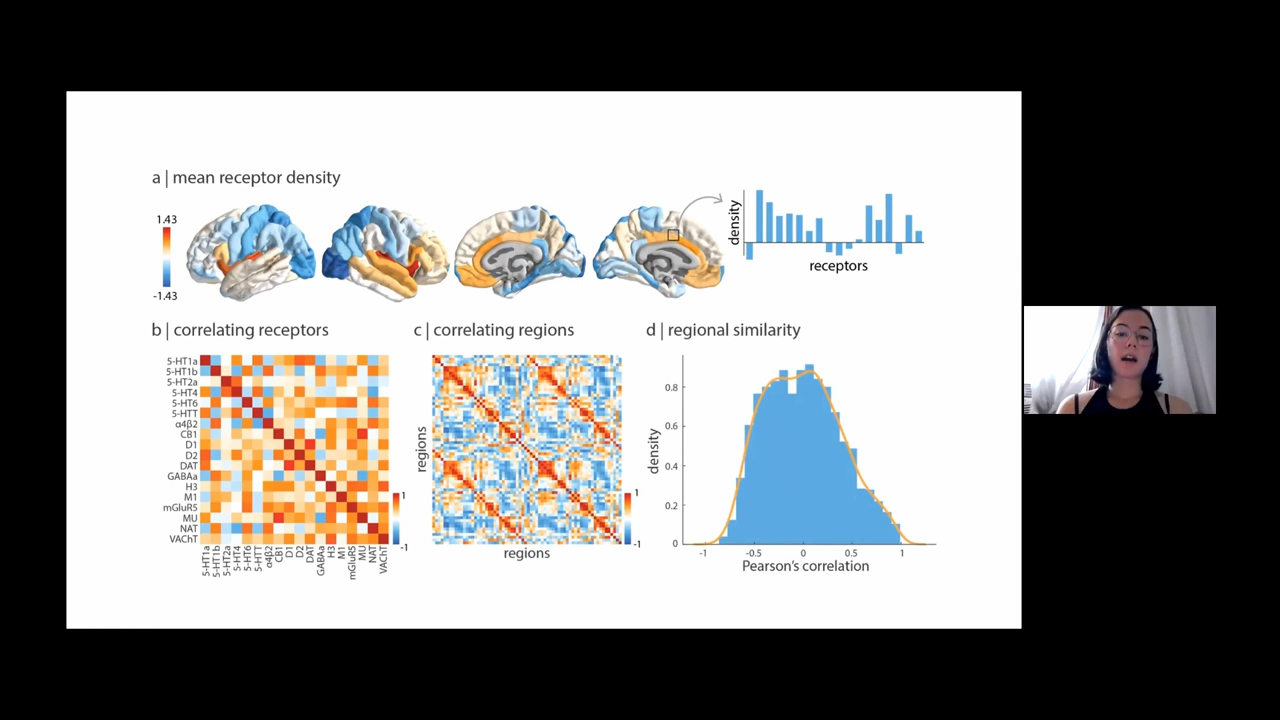 a | mean receptor density
1.43
-1.43
density
receptors
b | correlating receptors
5-HT1a
5-HT1b
5-HT2a
5-HT4
5-HT6
5-HTT
α4β2
CB1
D1
D2
DAT
GABAa
H3
M1
mGluR5
MU
NAT
VAChT
5-HT1a
5-HT1b
5-HT2a
5-HT4
5-HT6
5-HTT
α4β2
CB1
D1
D2
DAT
GABAa
H3
M1
mGluR5
MU
NAT
VAChT
1
-1
c | correlating regions
regions
regions
1
-1
d | regional similarity
density
0.8
0.6
0.4
0.2
0
-1
-0.5
0
0.5
1
Pearson's correlation